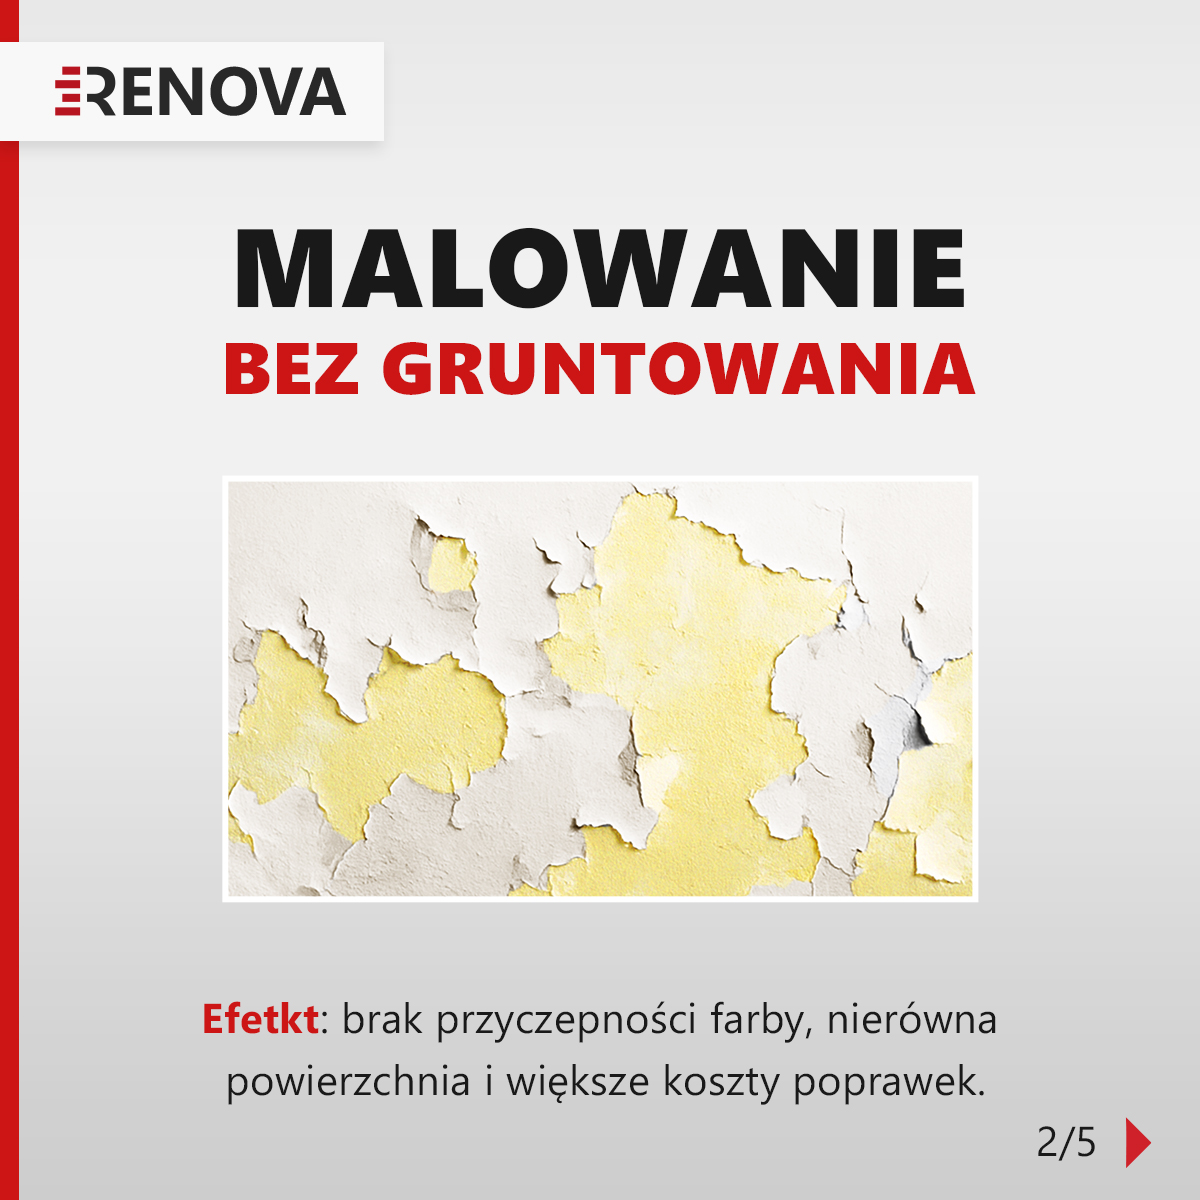 RENOVA
MALOWANIE
BEZ GRUNTOWANIA
Efetkt: brak przyczepności farby, nierówna
powierzchnia i większe koszty poprawek.
2/5